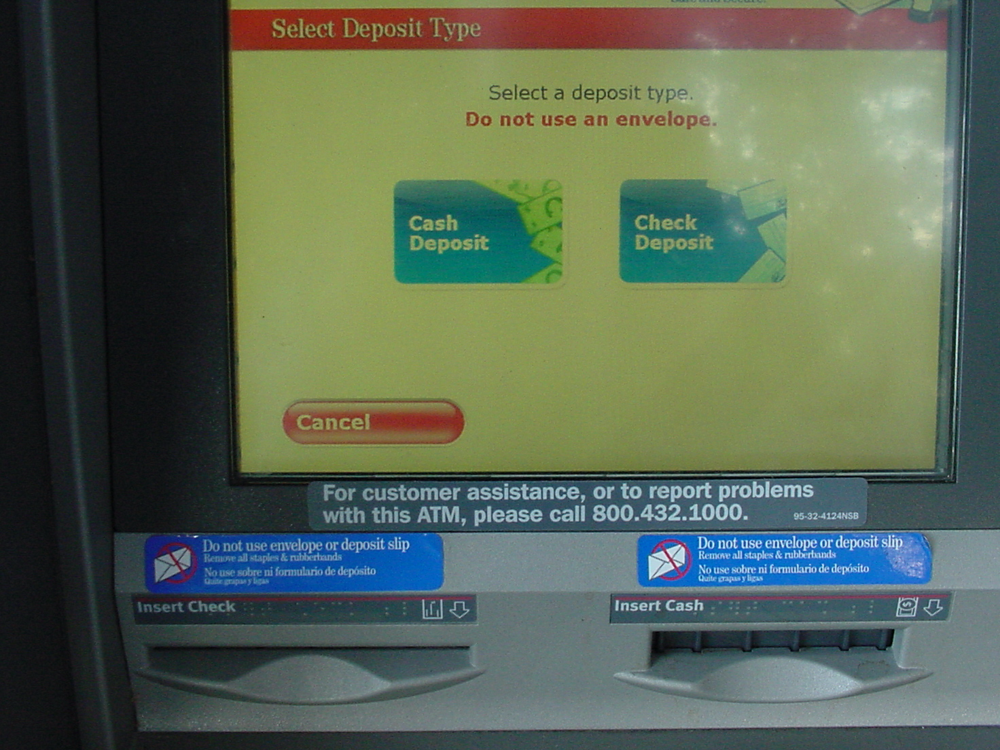 Safe and Secure.
Select Deposit Type
Select a deposit type.
Do not use an envelope.
Cash
Deposit
Check
Deposit
Cancel
For customer assistance, or to report problems
with this ATM, please call 800.432.1000.
95-32-4124NSB
Do not use envelope or deposit slip
Remove all staples & rubberbands
No use sobre ni formulario de depósito
Quite grapas y ligas
Do not use envelope or deposit slip
Remove all staples & rubberbands
No use sobre ni formulario de depósito
Quite grapas y ligas
Insert Check
Insert Cash